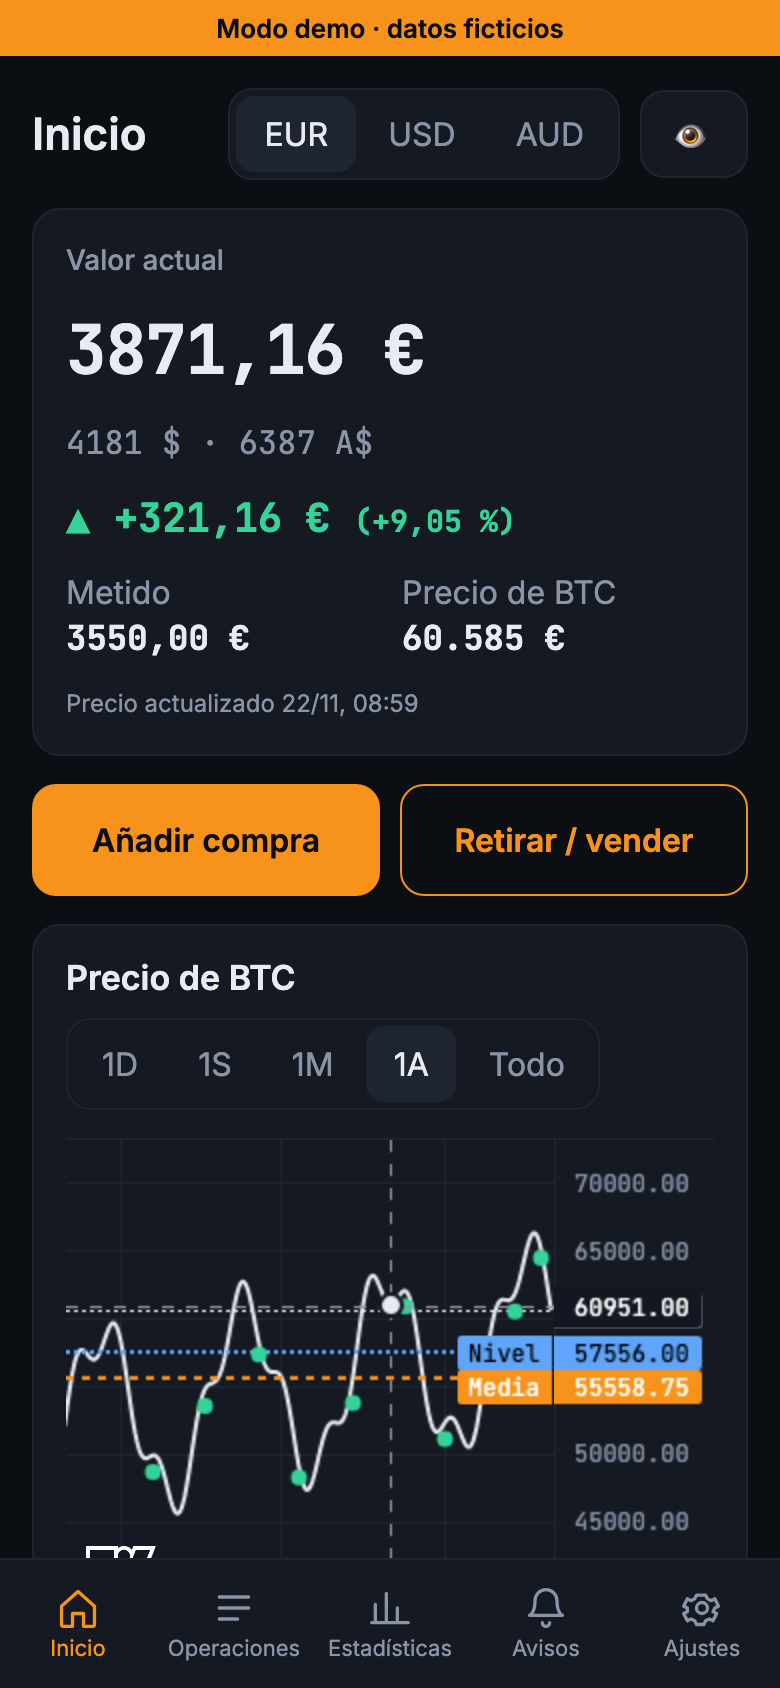 Modo demo · datos ficticios
Inicio
EUR USD AUD
Valor actual
3871,16 €
4181 $ · 6387 A$
▲ +321,16 € (+9,05 %)
Metido Precio de BTC
3550,00 € 60.585 €
Precio actualizado 22/11, 08:59
Añadir compra Retirar / vender
Precio de BTC
1D 1S 1M 1A Todo
70000.00
65000.00
60951.00
Nivel 57556.00
Media 55558.75
50000.00
45000.00
Inicio Operaciones Estadísticas Avisos Ajustes